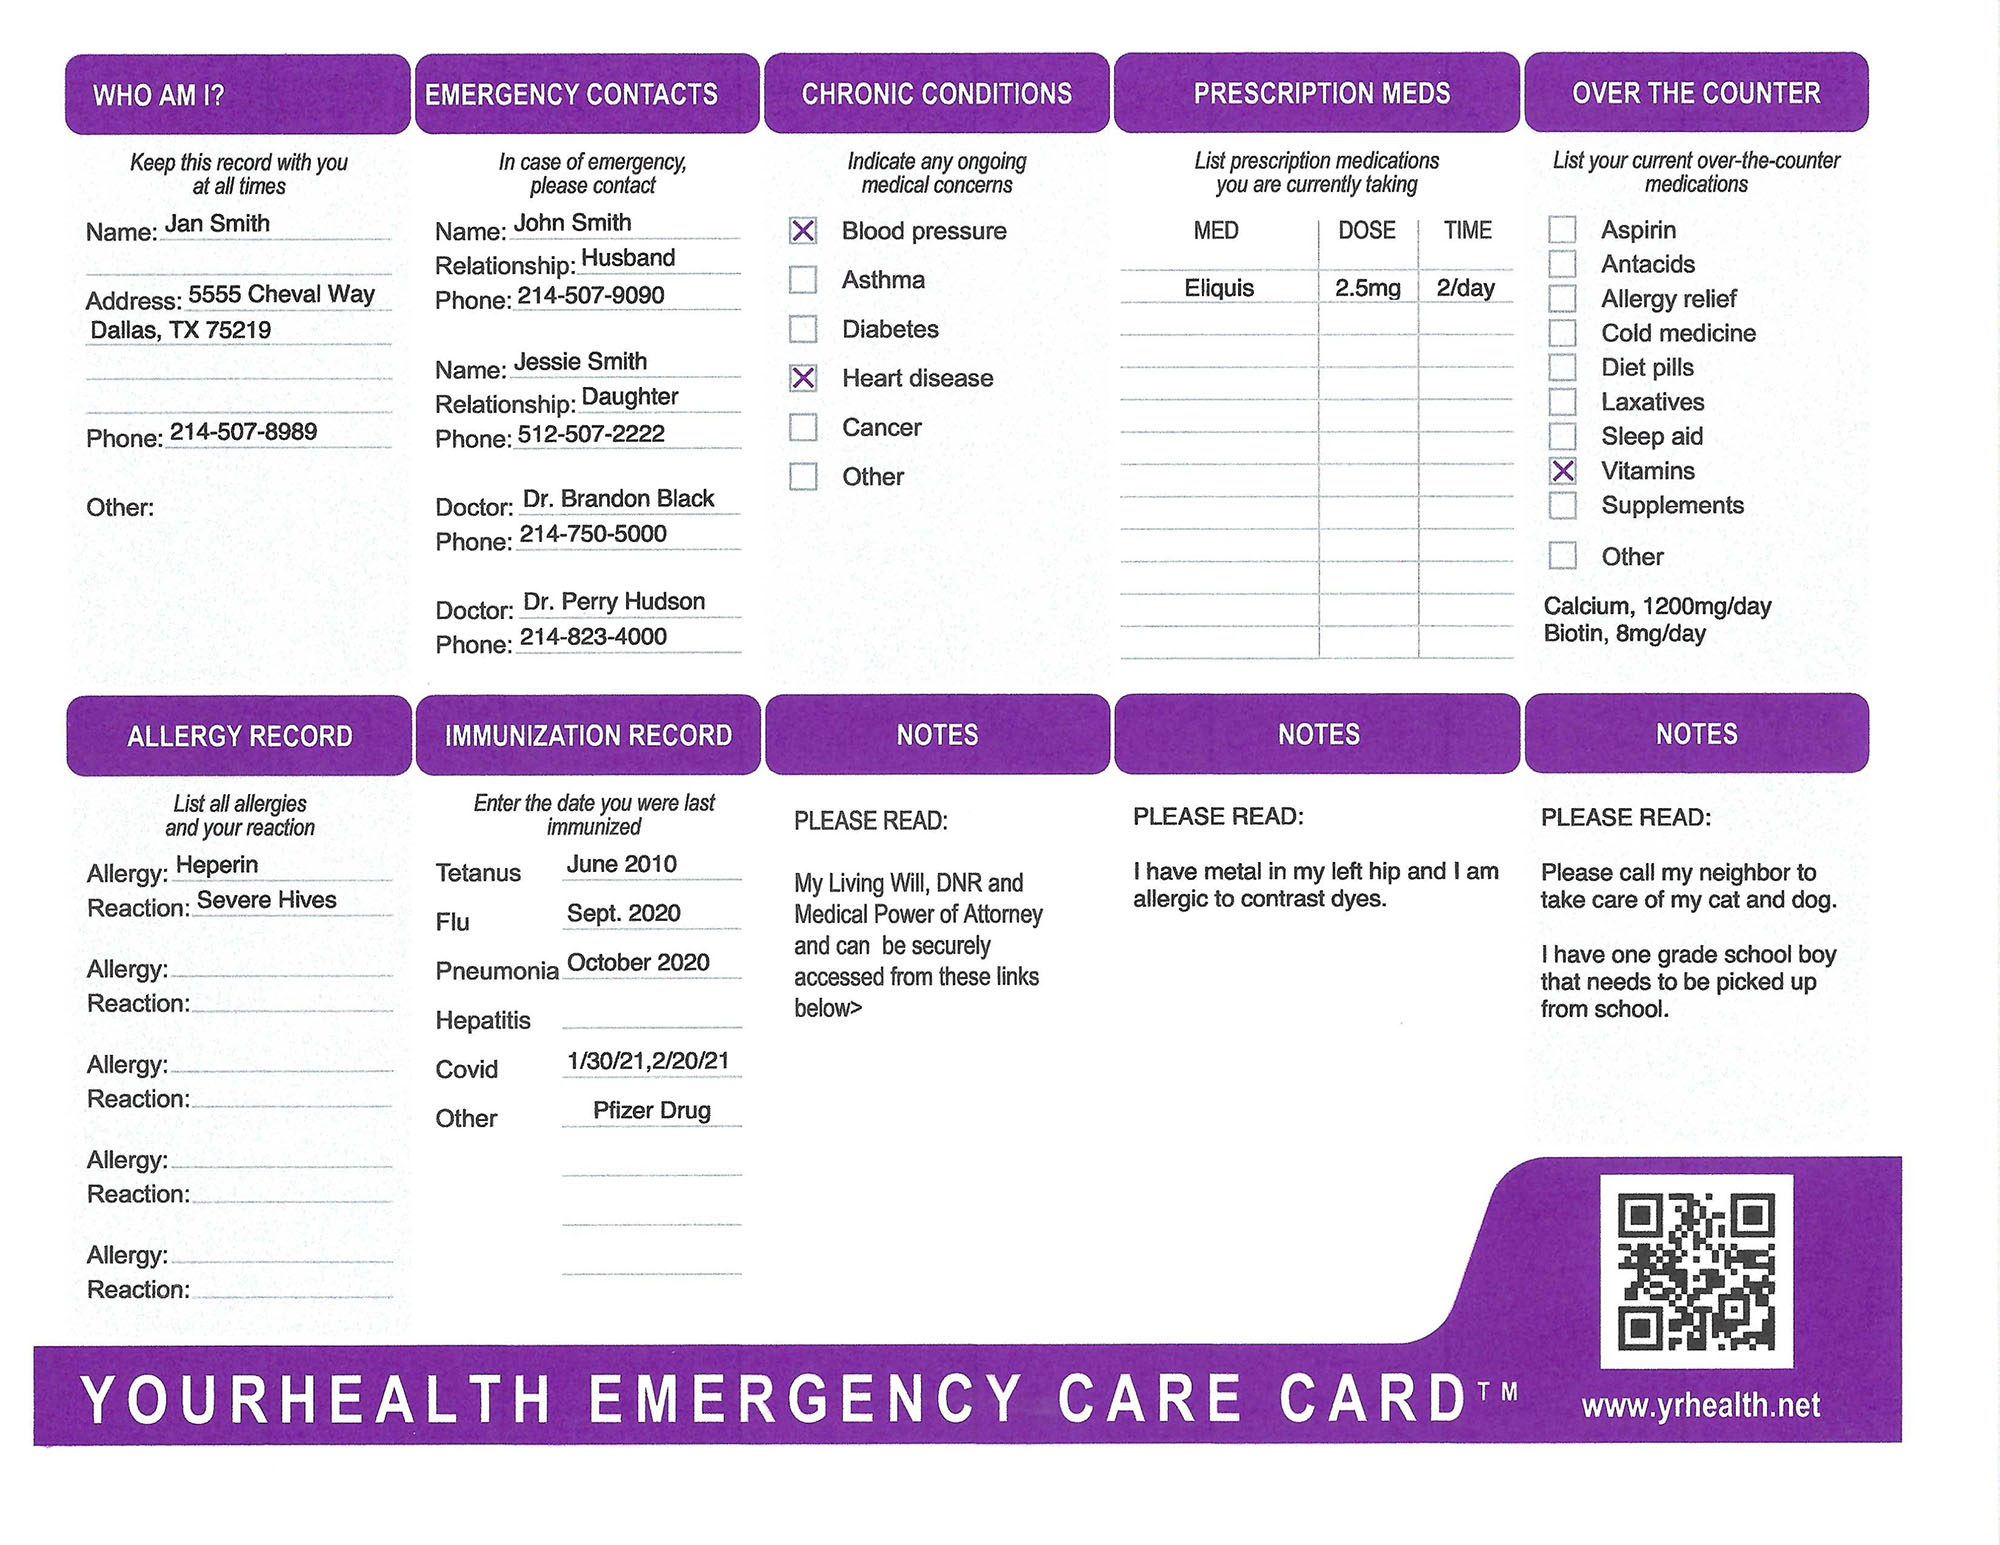 WHO AM I?
Keep this record with you
at all times
Name: Jan Smith
Address: 5555 Cheval Way
Dallas, TX 75219
Phone: 214-507-8989
Other:
EMERGENCY CONTACTS
In case of emergency,
please contact
Name: John Smith
Relationship: Husband
Phone: 214-507-9090
Name: Jessie Smith
Relationship: Daughter
Phone: 512-507-2222
Doctor: Dr. Brandon Black
Phone: 214-750-5000
Doctor: Dr. Perry Hudson
Phone: 214-823-4000
CHRONIC CONDITIONS
Indicate any ongoing
medical concerns
Blood pressure
Asthma
Diabetes
Heart disease
Cancer
Other
PRESCRIPTION MEDS
List prescription medications
you are currently taking
MED DOSE TIME
Eliquis 2.5mg 2/day
OVER THE COUNTER
List your current over-the-counter
medications
Aspirin
Antacids
Allergy relief
Cold medicine
Diet pills
Laxatives
Sleep aid
Vitamins
Supplements
Other
Calcium, 1200mg/day
Biotin, 8mg/day
ALLERGY RECORD
List all allergies
and your reaction
Allergy: Heperin
Reaction: Severe Hives
Allergy:
Reaction:
Allergy:
Reaction:
Allergy:
Reaction:
Allergy:
Reaction:
IMMUNIZATION RECORD
Enter the date you were last
immunized
Tetanus June 2010
Flu Sept. 2020
Pneumonia October 2020
Hepatitis
Covid 1/30/21,2/20/21
Other Pfizer Drug
NOTES
PLEASE READ:
My Living Will, DNR and
Medical Power of Attorney
and can be securely
accessed from these links
below>
NOTES
PLEASE READ:
I have metal in my left hip and I am
allergic to contrast dyes.
NOTES
PLEASE READ:
Please call my neighbor to
take care of my cat and dog.
I have one grade school boy
that needs to be picked up
from school.
YOURHEALTH EMERGENCY CARE CARD™
www.yrhealth.net